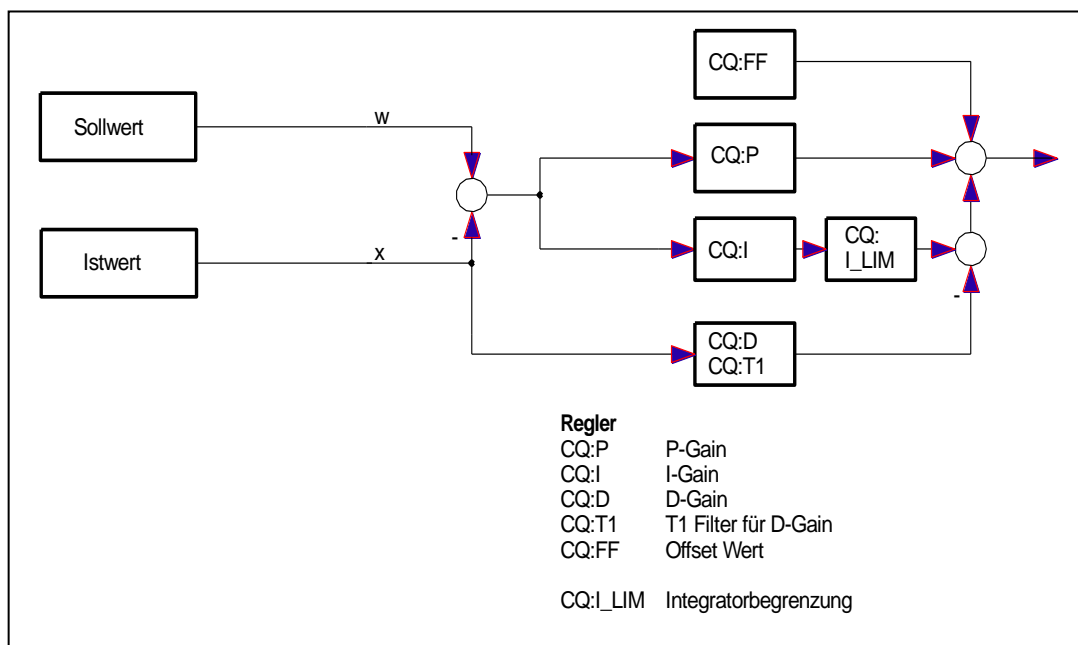 CQ:FF
Sollwert
w
CQ:P
-
Istwert
x
CQ:I
CQ:
I_LIM
-
CQ:D
CQ:T1
Regler
CQ:P P-Gain
CQ:I I-Gain
CQ:D D-Gain
CQ:T1 T1 Filter für D-Gain
CQ:FF Offset Wert
CQ:I_LIM Integratorbegrenzung